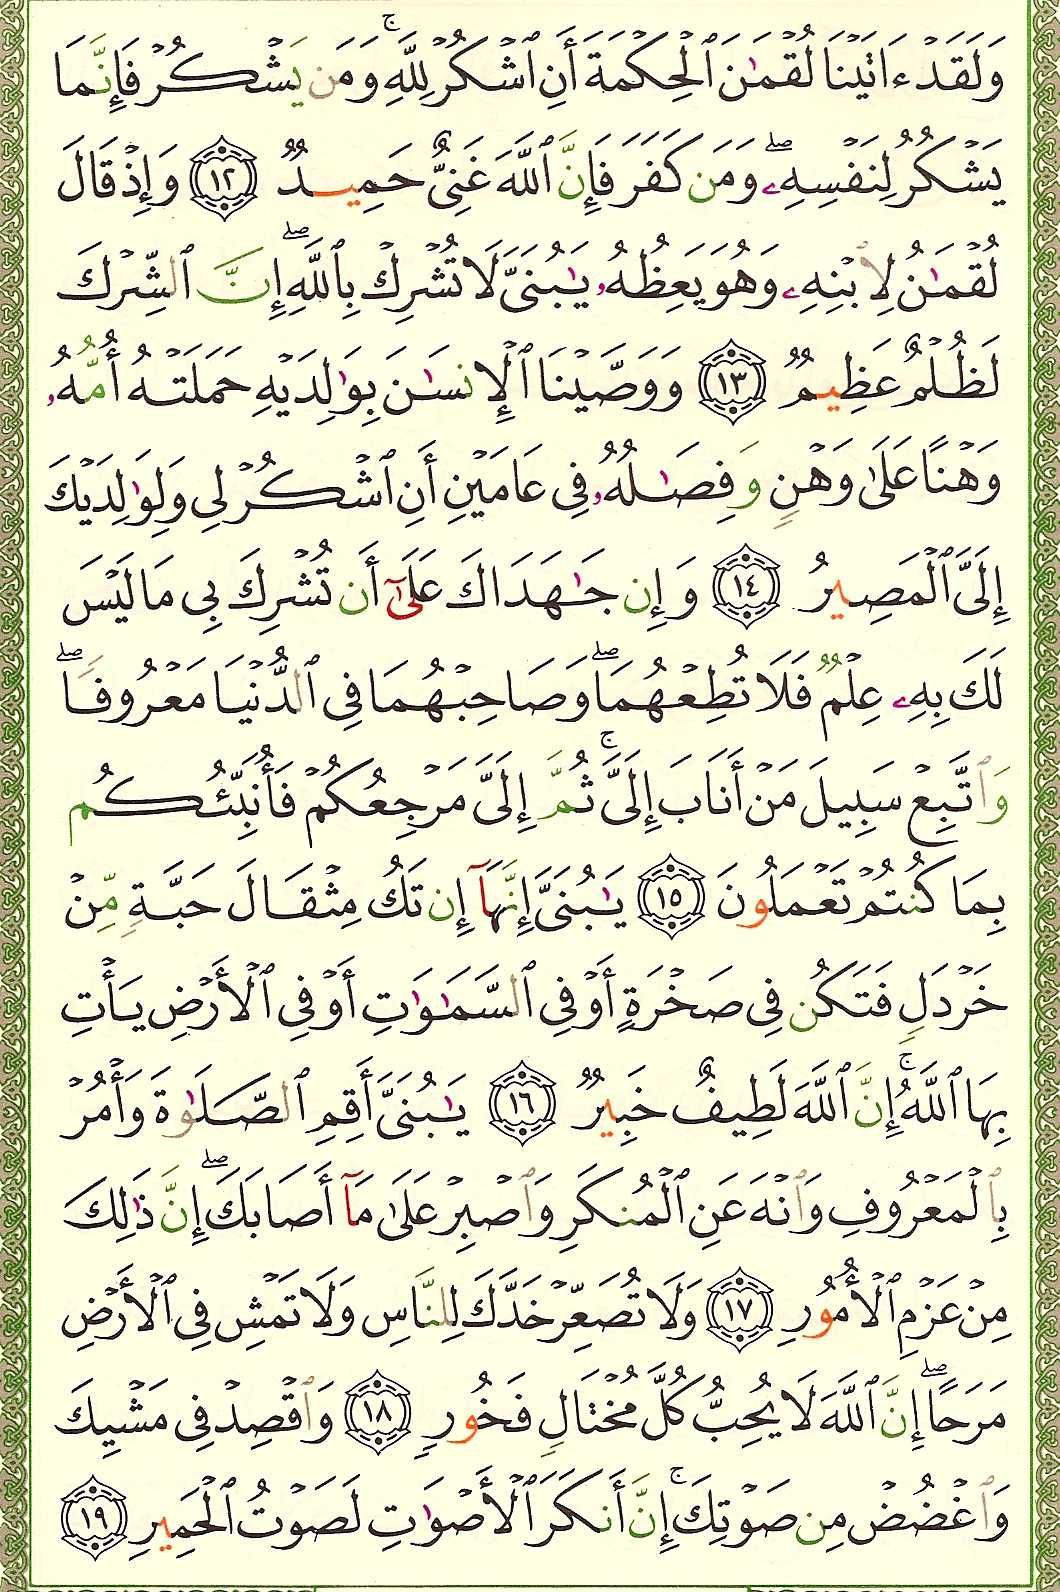 وَلَقَدْ ءَاتَيْنَا لُقْمَٰنَ ٱلْحِكْمَةَ أَنِ ٱشْكُرْ لِلَّهِ ۚ وَمَن يَشْكُرْ فَإِنَّمَا
يَشْكُرُ لِنَفْسِهِۦ ۖ وَمَن كَفَرَ فَإِنَّ ٱللَّهَ غَنِىٌّ حَمِيدٌ ١٢ وَإِذْ قَالَ
لُقْمَٰنُ لِٱبْنِهِۦ وَهُوَ يَعِظُهُۥ يَٰبُنَىَّ لَا تُشْرِكْ بِٱللَّهِ ۖ إِنَّ ٱلشِّرْكَ
لَظُلْمٌ عَظِيمٌ ١٣ وَوَصَّيْنَا ٱلْإِنسَٰنَ بِوَٰلِدَيْهِ حَمَلَتْهُ أُمُّهُۥ
وَهْنًا عَلَىٰ وَهْنٍ وَفِصَٰلُهُۥ فِى عَامَيْنِ أَنِ ٱشْكُرْ لِى وَلِوَٰلِدَيْكَ
إِلَىَّ ٱلْمَصِيرُ ١٤ وَإِن جَٰهَدَاكَ عَلَىٰٓ أَن تُشْرِكَ بِى مَا لَيْسَ
لَكَ بِهِۦ عِلْمٌ فَلَا تُطِعْهُمَا ۖ وَصَاحِبْهُمَا فِى ٱلدُّنْيَا مَعْرُوفًا ۖ
وَٱتَّبِعْ سَبِيلَ مَنْ أَنَابَ إِلَىَّ ۚ ثُمَّ إِلَىَّ مَرْجِعُكُمْ فَأُنَبِّئُكُم
بِمَا كُنتُمْ تَعْمَلُونَ ١٥ يَٰبُنَىَّ إِنَّهَآ إِن تَكُ مِثْقَالَ حَبَّةٍ مِّنْ
خَرْدَلٍ فَتَكُن فِى صَخْرَةٍ أَوْ فِى ٱلسَّمَٰوَٰتِ أَوْ فِى ٱلْأَرْضِ يَأْتِ
بِهَا ٱللَّهُ ۚ إِنَّ ٱللَّهَ لَطِيفٌ خَبِيرٌ ١٦ يَٰبُنَىَّ أَقِمِ ٱلصَّلَوٰةَ وَأْمُرْ
بِٱلْمَعْرُوفِ وَٱنْهَ عَنِ ٱلْمُنكَرِ وَٱصْبِرْ عَلَىٰ مَآ أَصَابَكَ ۖ إِنَّ ذَٰلِكَ
مِنْ عَزْمِ ٱلْأُمُورِ ١٧ وَلَا تُصَعِّرْ خَدَّكَ لِلنَّاسِ وَلَا تَمْشِ فِى ٱلْأَرْضِ
مَرَحًا ۖ إِنَّ ٱللَّهَ لَا يُحِبُّ كُلَّ مُخْتَالٍ فَخُورٍ ١٨ وَٱقْصِدْ فِى مَشْيِكَ
وَٱغْضُضْ مِن صَوْتِكَ ۚ إِنَّ أَنكَرَ ٱلْأَصْوَٰتِ لَصَوْتُ ٱلْحَمِيرِ ١٩